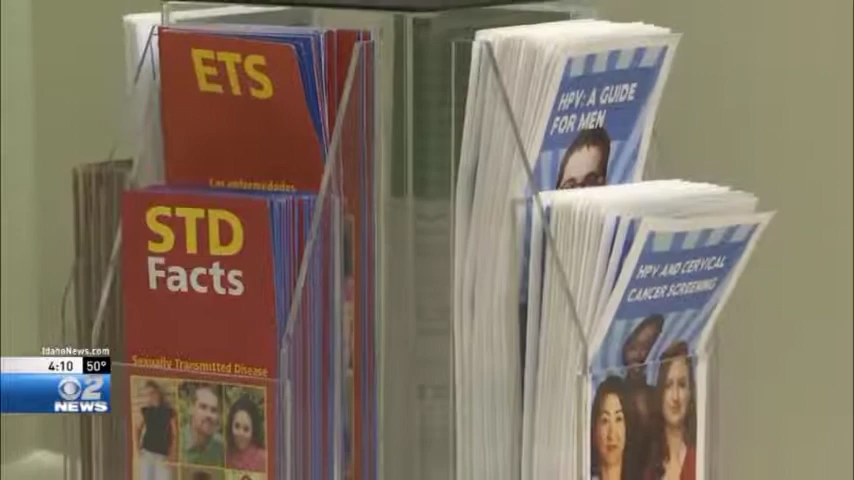 ETS
Las enfermedades
STD
Facts
Sexually Transmitted Disease
HPV: A GUIDE
FOR MEN
HPV AND CERVICAL
CANCER SCREENING
IdahoNews.com
4:10 50°
2
NEWS